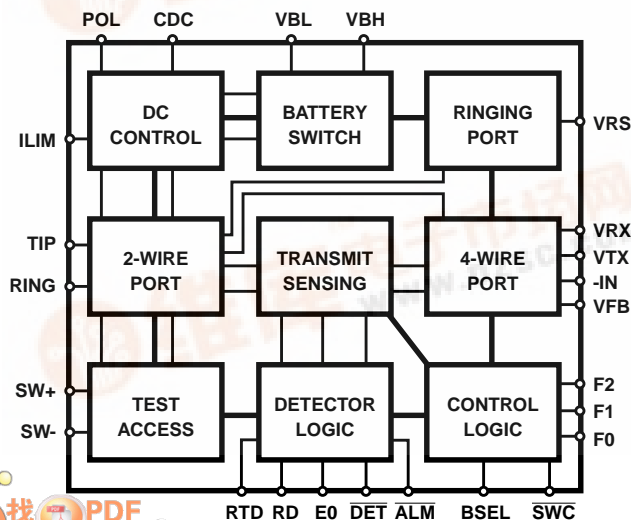 POL CDC VBL VBH
DC CONTROL
BATTERY SWITCH
RINGING PORT
ILIM
VRS
TIP
RING
2-WIRE PORT
TRANSMIT SENSING
4-WIRE PORT
VRX
VTX
-IN
VFB
SW+
SW-
TEST ACCESS
DETECTOR LOGIC
CONTROL LOGIC
F2
F1
F0
RTD RD E0 DET ALM BSEL SWC
找 PDF